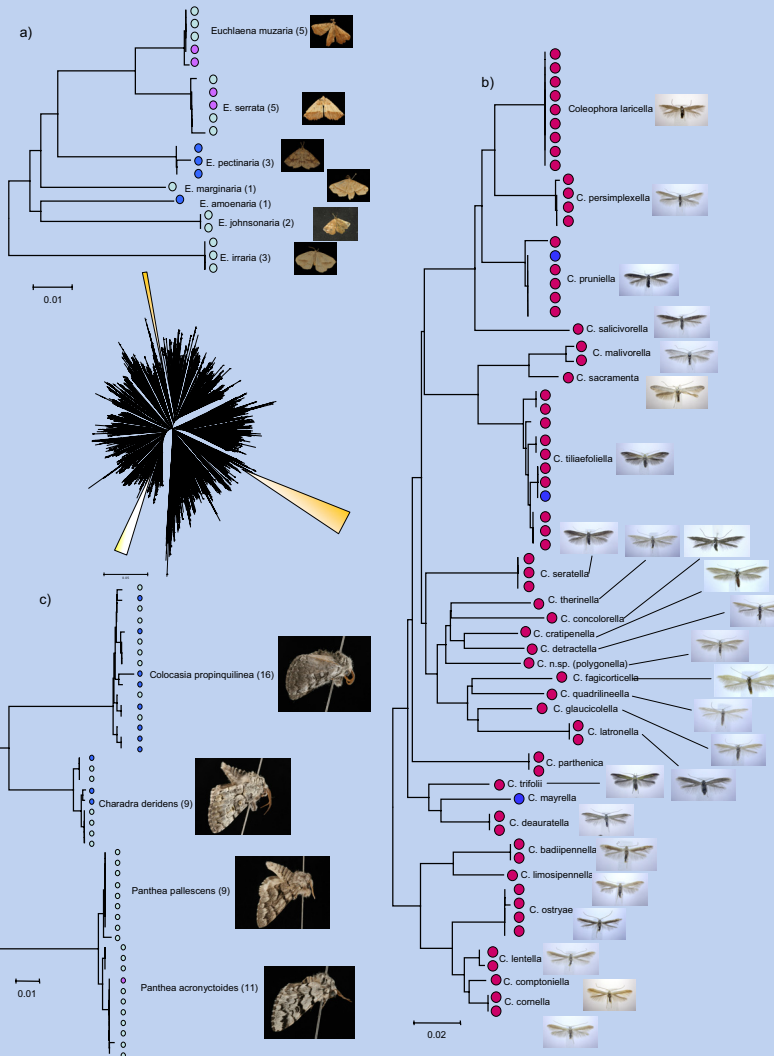 a)
Euchlaena muzaria (5)
E. serrata (5)
E. pectinaria (3)
E. marginaria (1)
E. amoenaria (1)
E. johnsonaria (2)
E. irraria (3)
0.01
b)
Coleophora laricella
C. persimplexella
C. pruniella
C. salicivorella
C. malivorella
C. sacramenta
C. tiliaefoliella
C. seratella
C. therinella
C. concolorella
C. cratipenella
C. detractella
C. n.sp. (polygonella)
C. fagicorticella
C. quadrilineella
C. glaucicolella
C. latronella
C. parthenica
C. trifolii
C. mayrella
C. deauratella
C. badiipennella
C. limosipennella
C. ostryae
C. lentella
C. comptoniella
C. cornella
0.02
c)
Colocasia propinquilinea (16)
Charadra deridens (9)
Panthea pallescens (9)
Panthea acronyctoides (11)
0.01